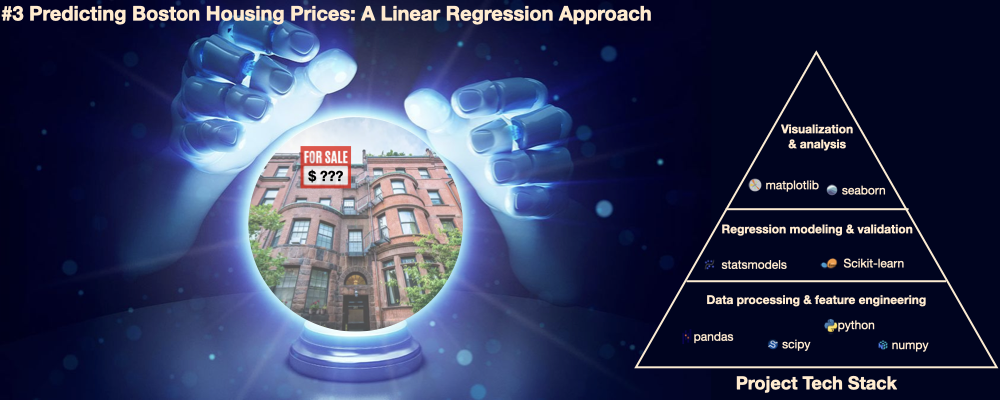 #3 Predicting Boston Housing Prices: A Linear Regression Approach
FOR SALE
$ ???
Visualization
& analysis
matplotlib
seaborn
Regression modeling & validation
statsmodels
Scikit-learn
Data processing & feature engineering
python
pandas
scipy
numpy
Project Tech Stack